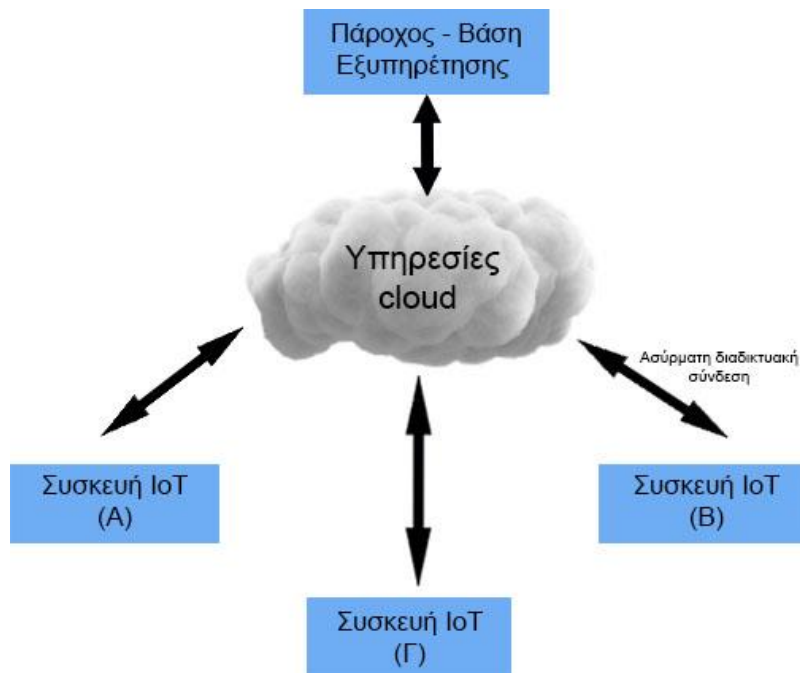 Πάροχος - Βάση
Εξυπηρέτησης
Υπηρεσίες
cloud
Ασύρματη διαδικτυακή
σύνδεση
Συσκευή IoT
(Α)
Συσκευή IoT
(Β)
Συσκευή IoT
(Γ)